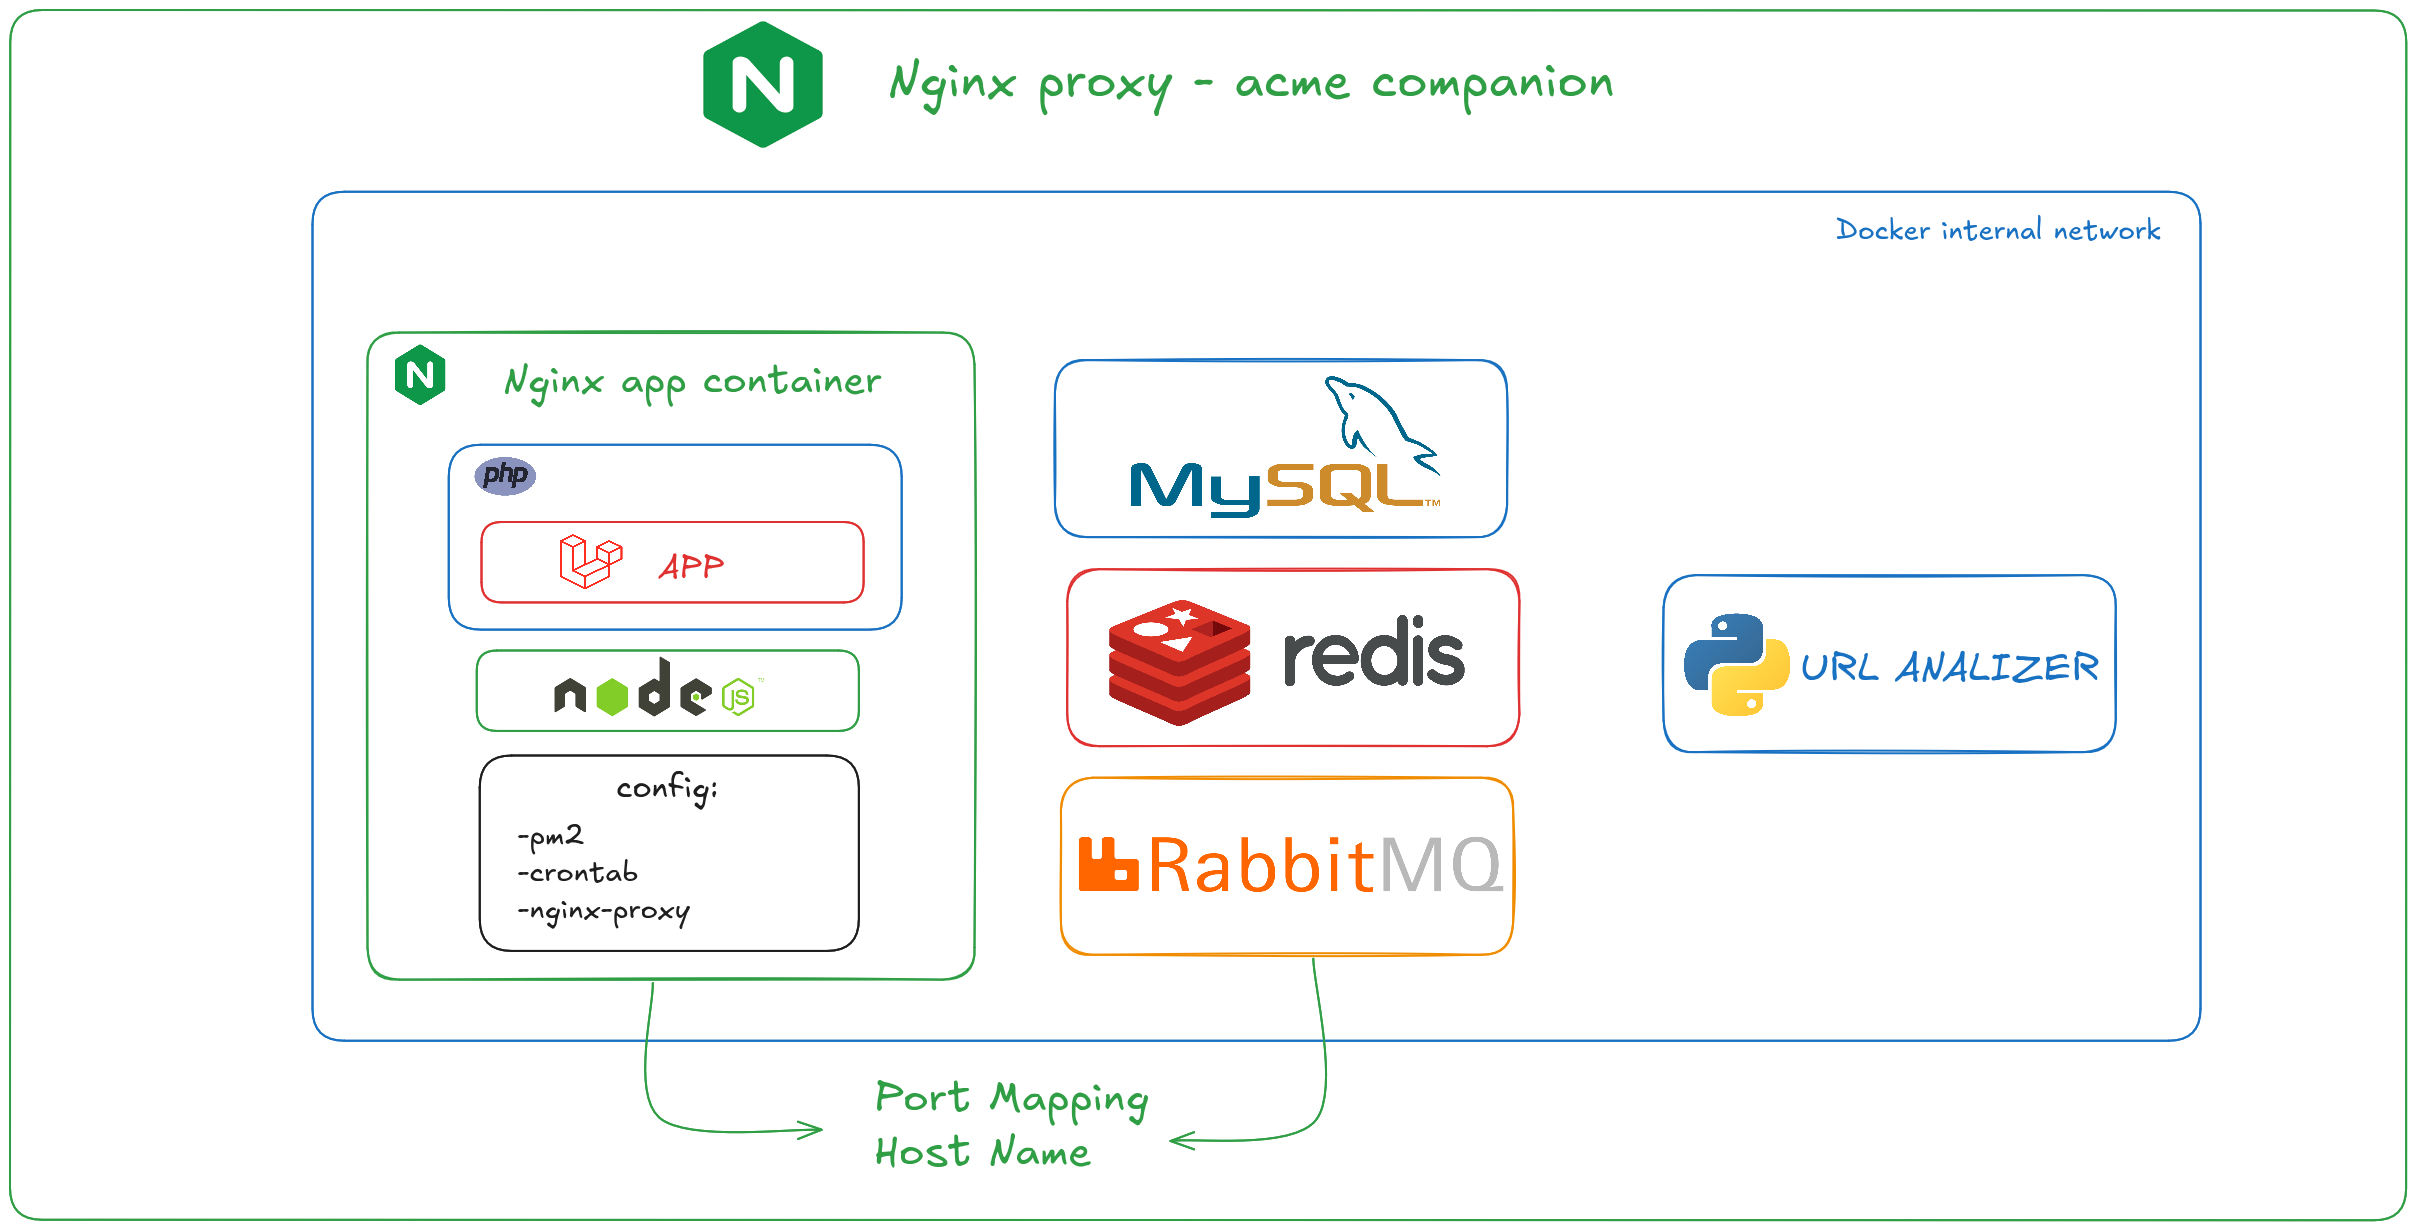 N
Nginx proxy - acme companion
Docker internal network
N
Nginx app container
php
APP
node
JS
TM
config:
-pm2
-crontab
-nginx-proxy
MySQL™
redis
RabbitMQ
URL ANALIZER
Port Mapping
Host Name